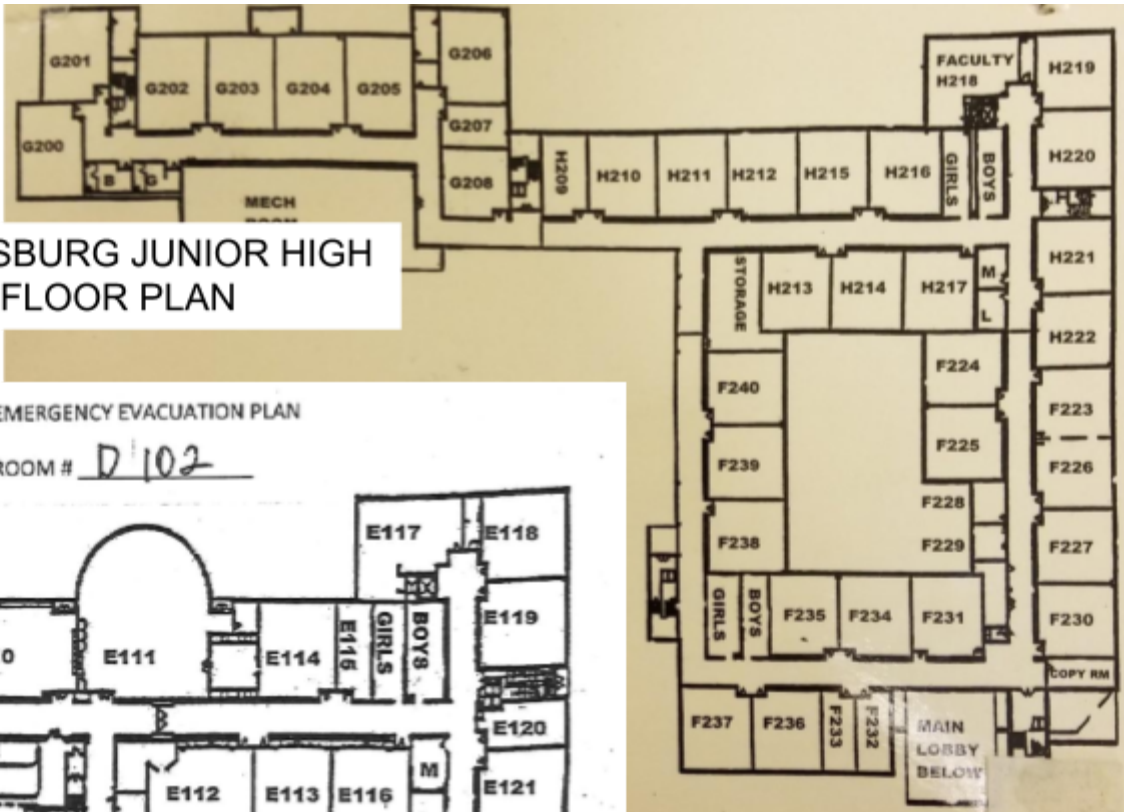 G201
G202
G203
G204
G205
G206
G200
G207
G208
B
G
MECH
ROOM
SBURG JUNIOR HIGH
FLOOR PLAN
H209
H210
H211
H212
H215
H216
GIRLS
BOYS
FACULTY
H218
H219
H220
H221
H222
STORAGE
H213
H214
H217
M
L
F240
F239
F238
F224
F225
F228
F229
F223
F226
F227
F230
GIRLS
BOYS
F235
F234
F231
COPY RM
F237
F236
F233
F232
MAIN
LOBBY
BELOW
EMERGENCY EVACUATION PLAN
ROOM # D 102
E117
E118
E119
0
E111
E114
E115
GIRLS
BOYS
E120
E112
E113
E116
M
E121